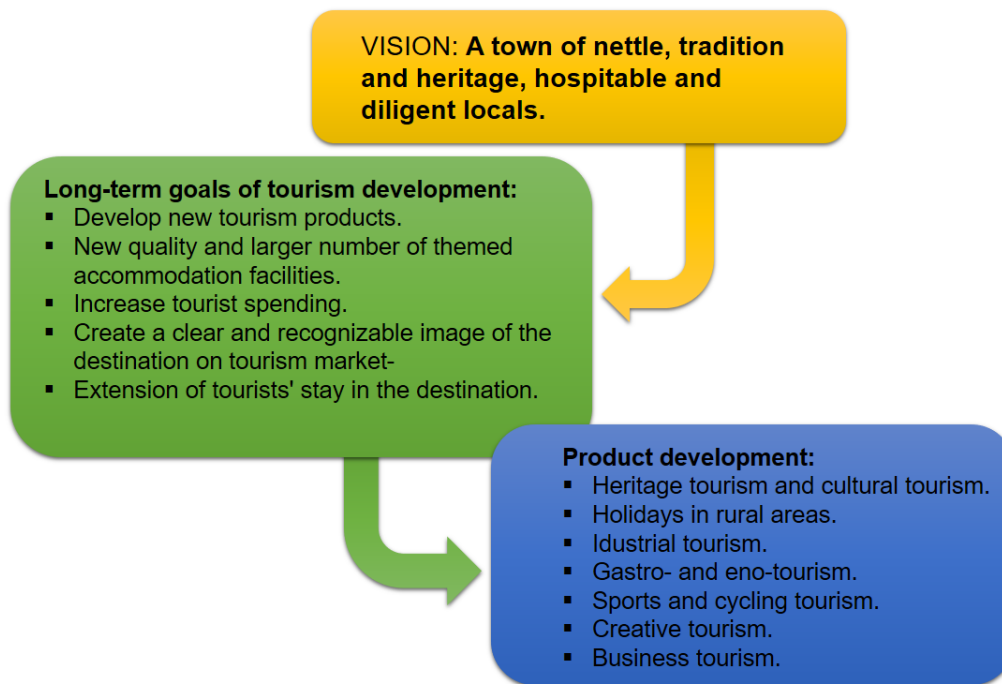 VISION: A town of nettle, tradition
and heritage, hospitable and
diligent locals.
Long-term goals of tourism development:
▪ Develop new tourism products.
▪ New quality and larger number of themed
accommodation facilities.
▪ Increase tourist spending.
▪ Create a clear and recognizable image of the
destination on tourism market-
▪ Extension of tourists' stay in the destination.
Product development:
▪ Heritage tourism and cultural tourism.
▪ Holidays in rural areas.
▪ Idustrial tourism.
▪ Gastro- and eno-tourism.
▪ Sports and cycling tourism.
▪ Creative tourism.
▪ Business tourism.